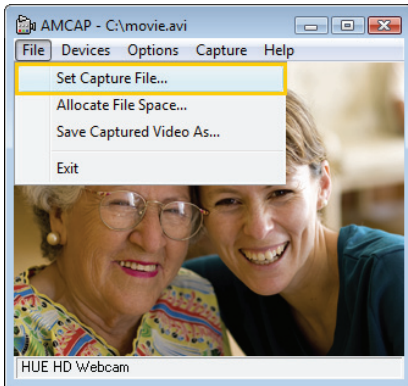 AMCAP - C:\movie.avi
File Devices Options Capture Help
Set Capture File...
Allocate File Space...
Save Captured Video As...
Exit
HUE HD Webcam